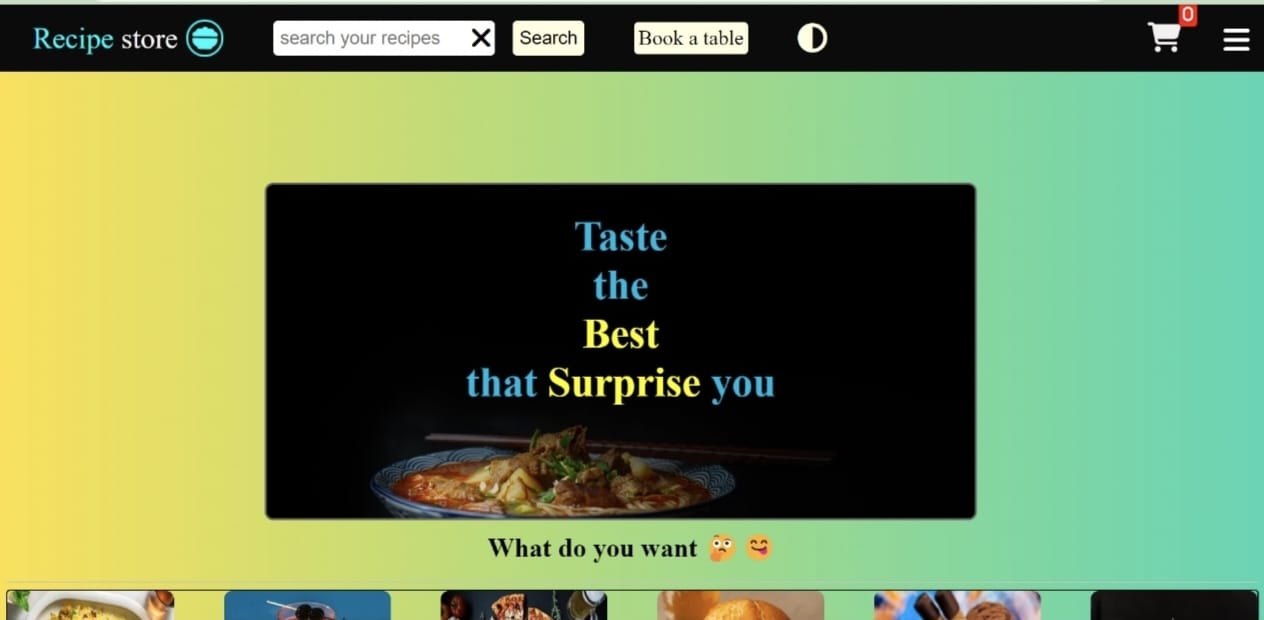 Recipe store
search your recipes
Search
Book a table
0
Taste
the
Best
that Surprise you
What do you want 🤔 😋